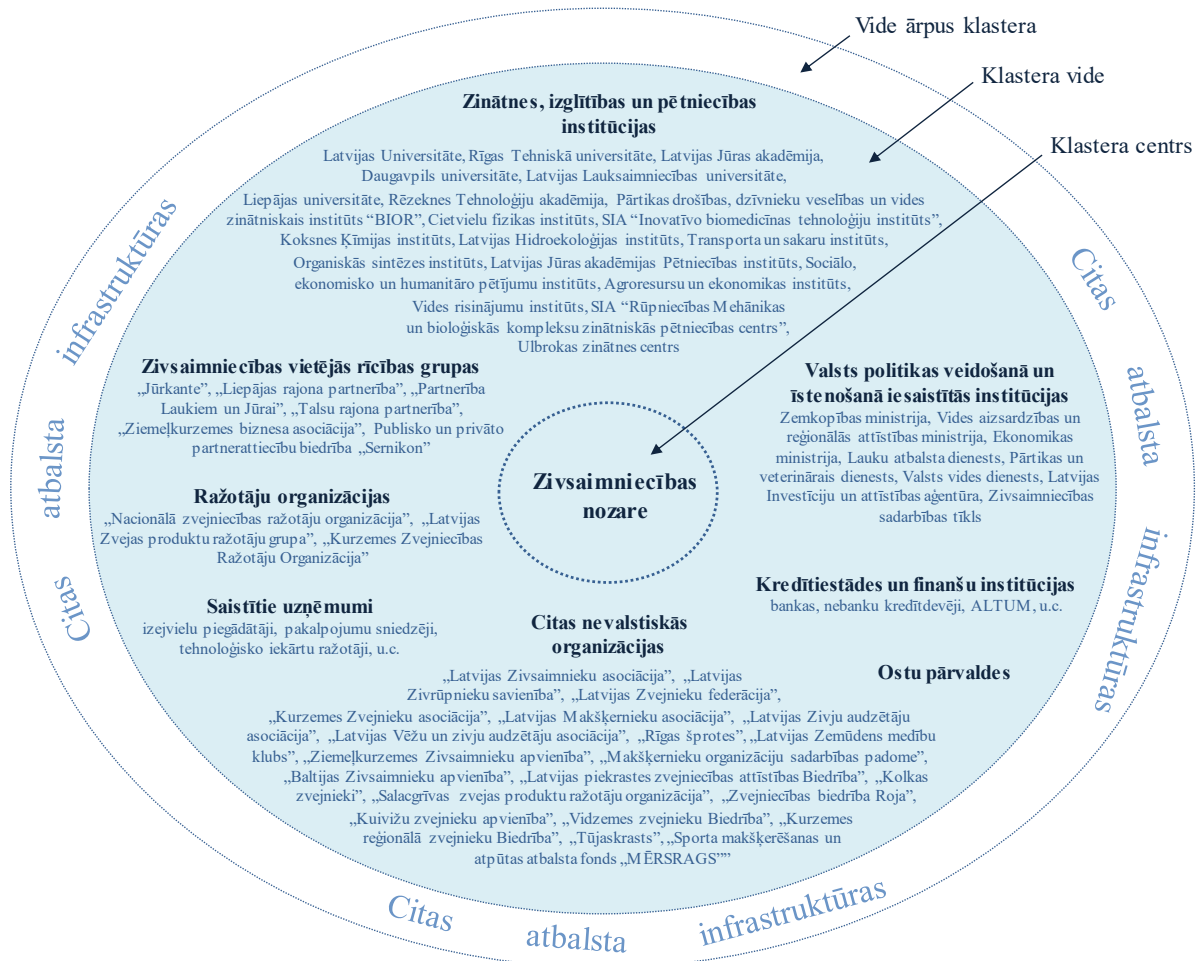 Vide ārpus klastera
Klastera vide
Klastera centrs
Zinātnes, izglītības un pētniecības
institūcijas
Latvijas Universitāte, Rīgas Tehniskā universitāte, Latvijas Jūras akadēmija,
Daugavpils universitāte, Latvijas Lauksaimniecības universitāte,
Liepājas universitāte, Rēzeknes Tehnoloģiju akadēmija, Pārtikas drošības, dzīvnieku veselības un vides
zinātniskais institūts “BIOR”, Cietvielu fizikas institūts, SIA “Inovatīvo biomedicīnas tehnoloģiju institūts”,
Koksnes Ķīmijas institūts, Latvijas Hidroekoloģijas institūts, Transporta un sakaru institūts,
Organiskās sintēzes institūts, Latvijas Jūras akadēmijas Pētniecības institūts, Sociālo,
ekonomisko un humanitāro pētījumu institūts, Agroresursu un ekonomikas institūts,
Vides risinājumu institūts, SIA “Rūpniecības Mehānikas
un bioloģiskās kompleksu zinātniskās pētniecības centrs”,
Ulbrokas zinātnes centrs
Zivsaimniecības vietējās rīcības grupas
„Jūrkante”, „Liepājas rajona partnerība”, „Partnerība
Laukiem un Jūrai”, „Talsu rajona partnerība”,
„Ziemeļkurzemes biznesa asociācija”, Publisko un privāto
partnerattiecību biedrība „Sernikon”
Valsts politikas veidošanā un
īstenošanā iesaistītās institūcijas
Zemkopības ministrija, Vides aizsardzības un
reģionālās attīstības ministrija, Ekonomikas
ministrija, Lauku atbalsta dienests, Pārtikas un
veterinārais dienests, Valsts vides dienests, Latvijas
Investīciju un attīstības aģentūra, Zivsaimniecības
sadarbības tīkls
Zivsaimniecības
nozare
Ražotāju organizācijas
„Nacionālā zvejniecības ražotāju organizācija”, „Latvijas
Zvejas produktu ražotāju grupa”, „Kurzemes Zvejniecības
Ražotāju Organizācija”
Kredītiestādes un finanšu institūcijas
bankas, nebanku kredītdevēji, ALTUM, u.c.
Saistītie uzņēmumi
izejvielu piegādātāji, pakalpojumu sniedzēji,
tehnoloģisko iekārtu ražotāji, u.c.
Citas nevalstiskās
organizācijas
Ostu pārvaldes
„Latvijas Zivsaimnieku asociācija”, „Latvijas
Zivrūpnieku savienība”, „Latvijas Zvejnieku federācija”,
„Kurzemes Zvejnieku asociācija”, „Latvijas Makšķernieku asociācija”, „Latvijas Zivju audzētāju
asociācija”, „Latvijas Vēžu un zivju audzētāju asociācija”, „Rīgas šprotes”, „Latvijas Zemūdens medību
klubs”, „Ziemeļkurzemes Zivsaimnieku apvienība”, „Makšķernieku organizāciju sadarbības padome”,
„Baltijas Zivsaimnieku apvienība”, „Latvijas piekrastes zvejniecības attīstības Biedrība”, „Kolkas
zvejnieki”, „Salacgrīvas zvejas produktu ražotāju organizācija”, „Zvejniecības biedrība Roja”,
„Kuivižu zvejnieku apvienība”, „Vidzemes zvejnieku Biedrība”, „Kurzemes
reģionālā zvejnieku Biedrība”, „Tūjaskrasts”, „Sporta makšķerēšanas un
atpūtas atbalsta fonds „MĒRSRAGS””
Citas atbalsta infrastruktūras
Citas atbalsta infrastruktūras
Citas atbalsta infrastruktūras